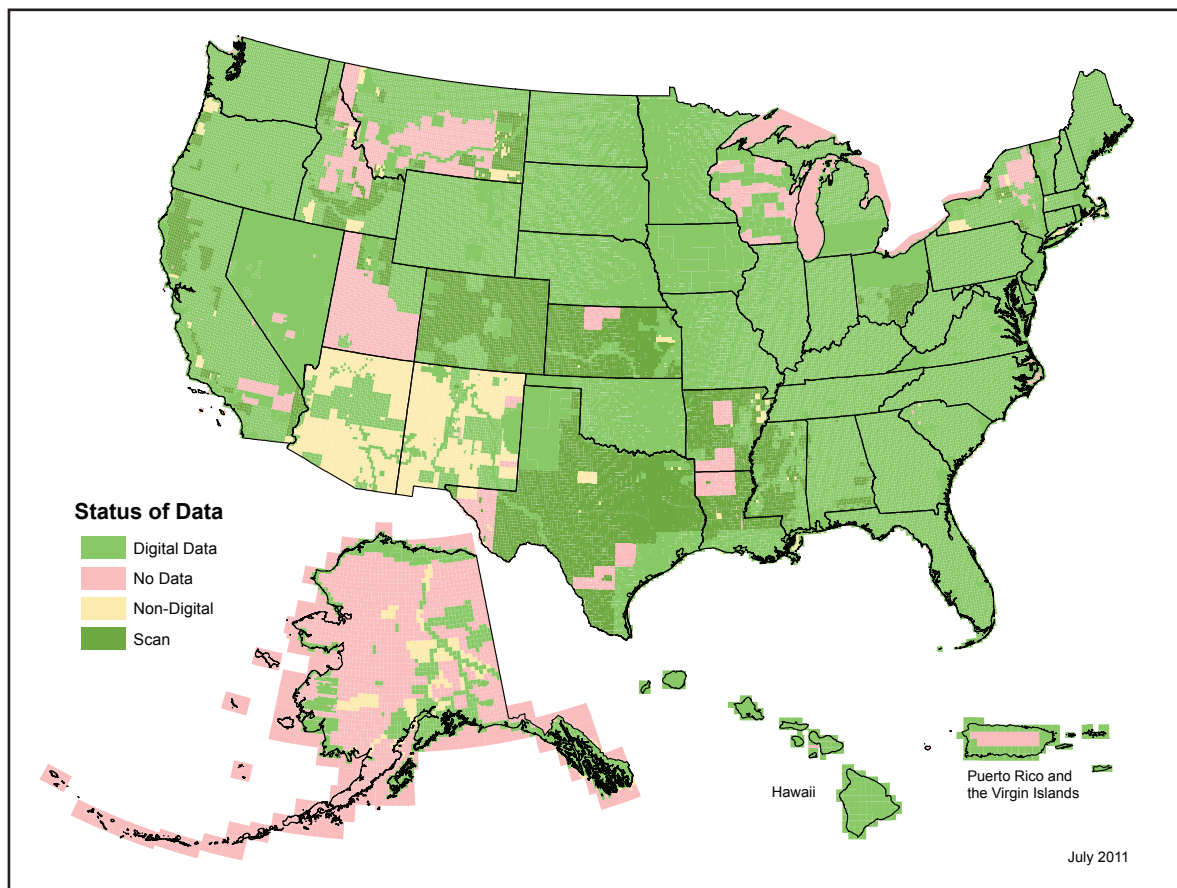 Status of Data
Digital Data
No Data
Non-Digital
Scan
Hawaii
Puerto Rico and
the Virgin Islands
July 2011